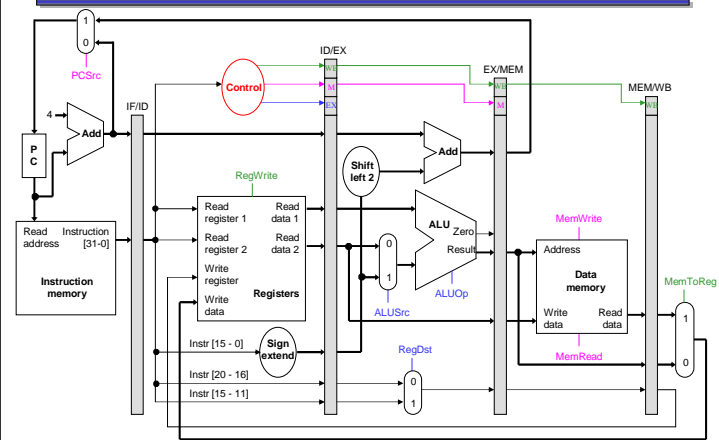 1
0
PCSrc
4
Add
P
C
IF/ID
Control
ID/EX
WB
M
EX
EX/MEM
WB
M
MEM/WB
WB
Add
Shift
left 2
RegWrite
Read
address
Instruction
[31-0]
Instruction
memory
Read
register 1
Read
data 1
Read
register 2
Read
data 2
Write
register
Write
data
Registers
0
1
ALUSrc
ALU
Zero
Result
ALUOp
MemWrite
Address
Data
memory
Write
data
Read
data
MemRead
MemToReg
1
0
Instr [15 - 0]
Sign
extend
RegDst
Instr [20 - 16]
0
Instr [15 - 11]
1